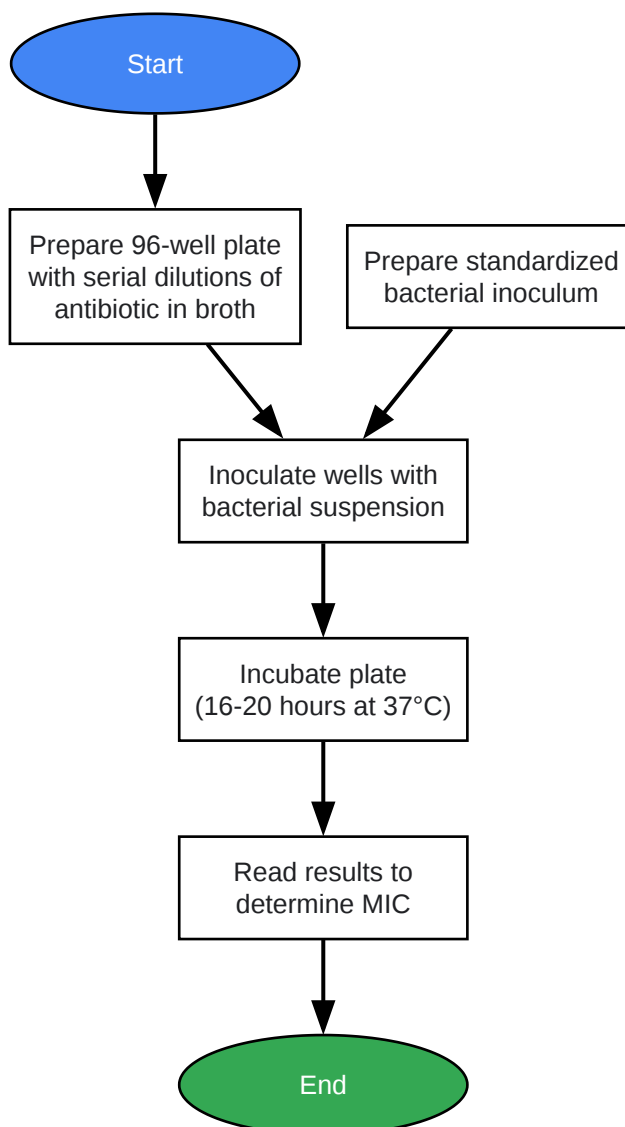 Start
Prepare 96-well plate
with serial dilutions of
antibiotic in broth
Prepare standardized
bacterial inoculum
Inoculate wells with
bacterial suspension
Incubate plate
(16-20 hours at 37°C)
Read results to
determine MIC
End